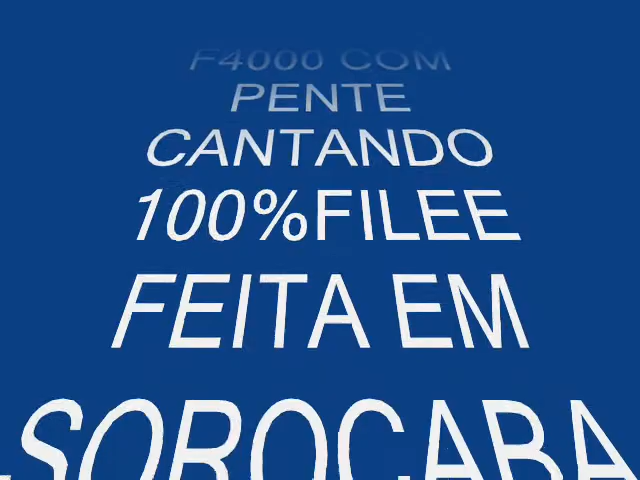 F4000 COM
PENTE
CANTANDO
100%FILEE
FEITA EM
SOROCABA